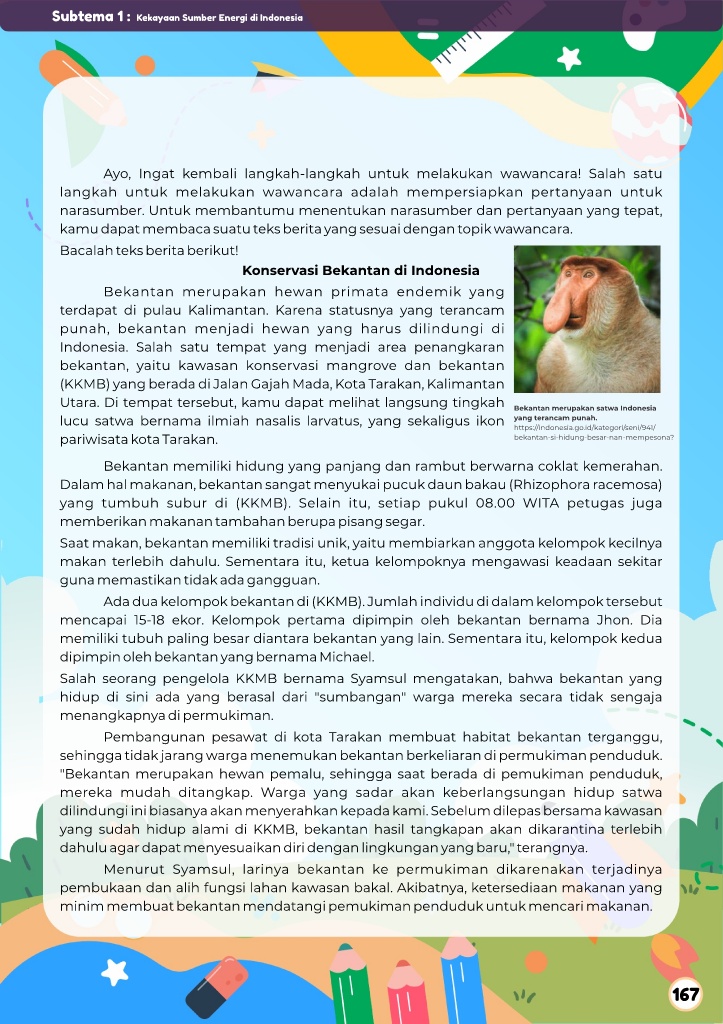 Subtema 1 : Kekayaan Sumber Energi di Indonesia
Ayo, Ingat kembali langkah-langkah untuk melakukan wawancara! Salah satu
langkah untuk melakukan wawancara adalah mempersiapkan pertanyaan untuk
narasumber. Untuk membantumu menentukan narasumber dan pertanyaan yang tepat,
kamu dapat membaca suatu teks berita yang sesuai dengan topik wawancara.
Bacalah teks berita berikut!
Konservasi Bekantan di Indonesia
Bekantan merupakan hewan primata endemik yang
terdapat di pulau Kalimantan. Karena statusnya yang terancam
punah, bekantan menjadi hewan yang harus dilindungi di
Indonesia. Salah satu tempat yang menjadi area penangkaran
bekantan, yaitu kawasan konservasi mangrove dan bekantan
(KKMB) yang berada di Jalan Gajah Mada, Kota Tarakan, Kalimantan
Utara. Di tempat tersebut, kamu dapat melihat langsung tingkah
lucu satwa bernama ilmiah nasalis larvatus, yang sekaligus ikon
pariwisata kota Tarakan.
Bekantan merupakan satwa Indonesia
yang terancam punah.
https://indonesia.go.id/kategori/seni/941/
bekantan-si-hidung-besar-nan-mempesona?
Bekantan memiliki hidung yang panjang dan rambut berwarna coklat kemerahan.
Dalam hal makanan, bekantan sangat menyukai pucuk daun bakau (Rhizophora racemosa)
yang tumbuh subur di (KKMB). Selain itu, setiap pukul 08.00 WITA petugas juga
memberikan makanan tambahan berupa pisang segar.
Saat makan, bekantan memiliki tradisi unik, yaitu membiarkan anggota kelompok kecilnya
makan terlebih dahulu. Sementara itu, ketua kelompoknya mengawasi keadaan sekitar
guna memastikan tidak ada gangguan.
Ada dua kelompok bekantan di (KKMB). Jumlah individu di dalam kelompok tersebut
mencapai 15-18 ekor. Kelompok pertama dipimpin oleh bekantan bernama Jhon. Dia
memiliki tubuh paling besar diantara bekantan yang lain. Sementara itu, kelompok kedua
dipimpin oleh bekantan yang bernama Michael.
Salah seorang pengelola KKMB bernama Syamsul mengatakan, bahwa bekantan yang
hidup di sini ada yang berasal dari "sumbangan" warga mereka secara tidak sengaja
menangkapnya di permukiman.
Pembangunan pesawat di kota Tarakan membuat habitat bekantan terganggu,
sehingga tidak jarang warga menemukan bekantan berkeliaran di permukiman penduduk.
"Bekantan merupakan hewan pemalu, sehingga saat berada di pemukiman penduduk,
mereka mudah ditangkap. Warga yang sadar akan keberlangsungan hidup satwa
dilindungi ini biasanya akan menyerahkan kepada kami. Sebelum dilepas bersama kawasan
yang sudah hidup alami di KKMB, bekantan hasil tangkapan akan dikarantina terlebih
dahulu agar dapat menyesuaikan diri dengan lingkungan yang baru," terangnya.
Menurut Syamsul, larinya bekantan ke permukiman dikarenakan terjadinya
pembukaan dan alih fungsi lahan kawasan bakal. Akibatnya, ketersediaan makanan yang
minim membuat bekantan mendatangi pemukiman penduduk untuk mencari makanan.
167